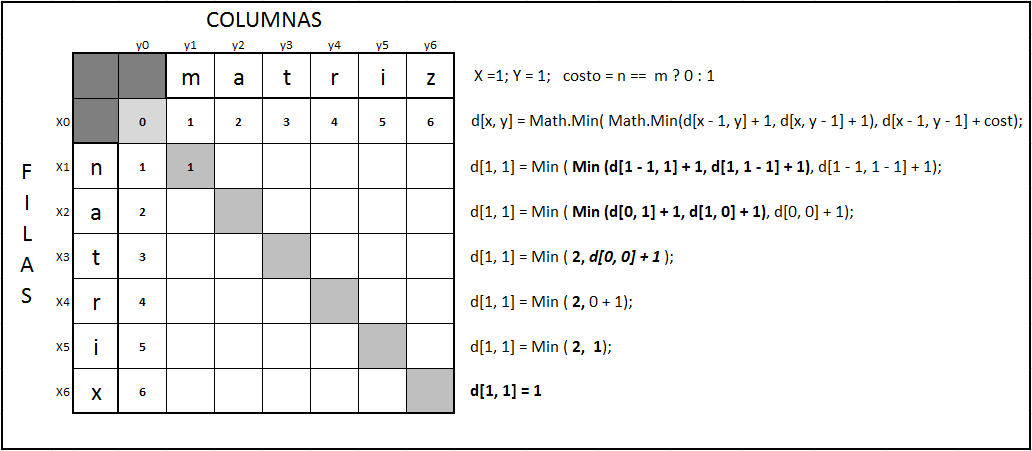 COLUMNAS
y0 y1 y2 y3 y4 y5 y6
m a t r i z
X0 0 1 2 3 4 5 6
X1 n 1 1
X2 a 2
X3 t 3
X4 r 4
X5 i 5
X6 x 6
FILAS
X =1; Y = 1; costo = n == m ? 0 : 1
d[x, y] = Math.Min( Math.Min(d[x - 1, y] + 1, d[x, y - 1] + 1), d[x - 1, y - 1] + cost);
d[1, 1] = Min ( Min (d[1 - 1, 1] + 1, d[1, 1 - 1] + 1), d[1 - 1, 1 - 1] + 1);
d[1, 1] = Min ( Min (d[0, 1] + 1, d[1, 0] + 1), d[0, 0] + 1);
d[1, 1] = Min ( 2, d[0, 0] + 1 );
d[1, 1] = Min ( 2, 0 + 1);
d[1, 1] = Min ( 2, 1);
d[1, 1] = 1